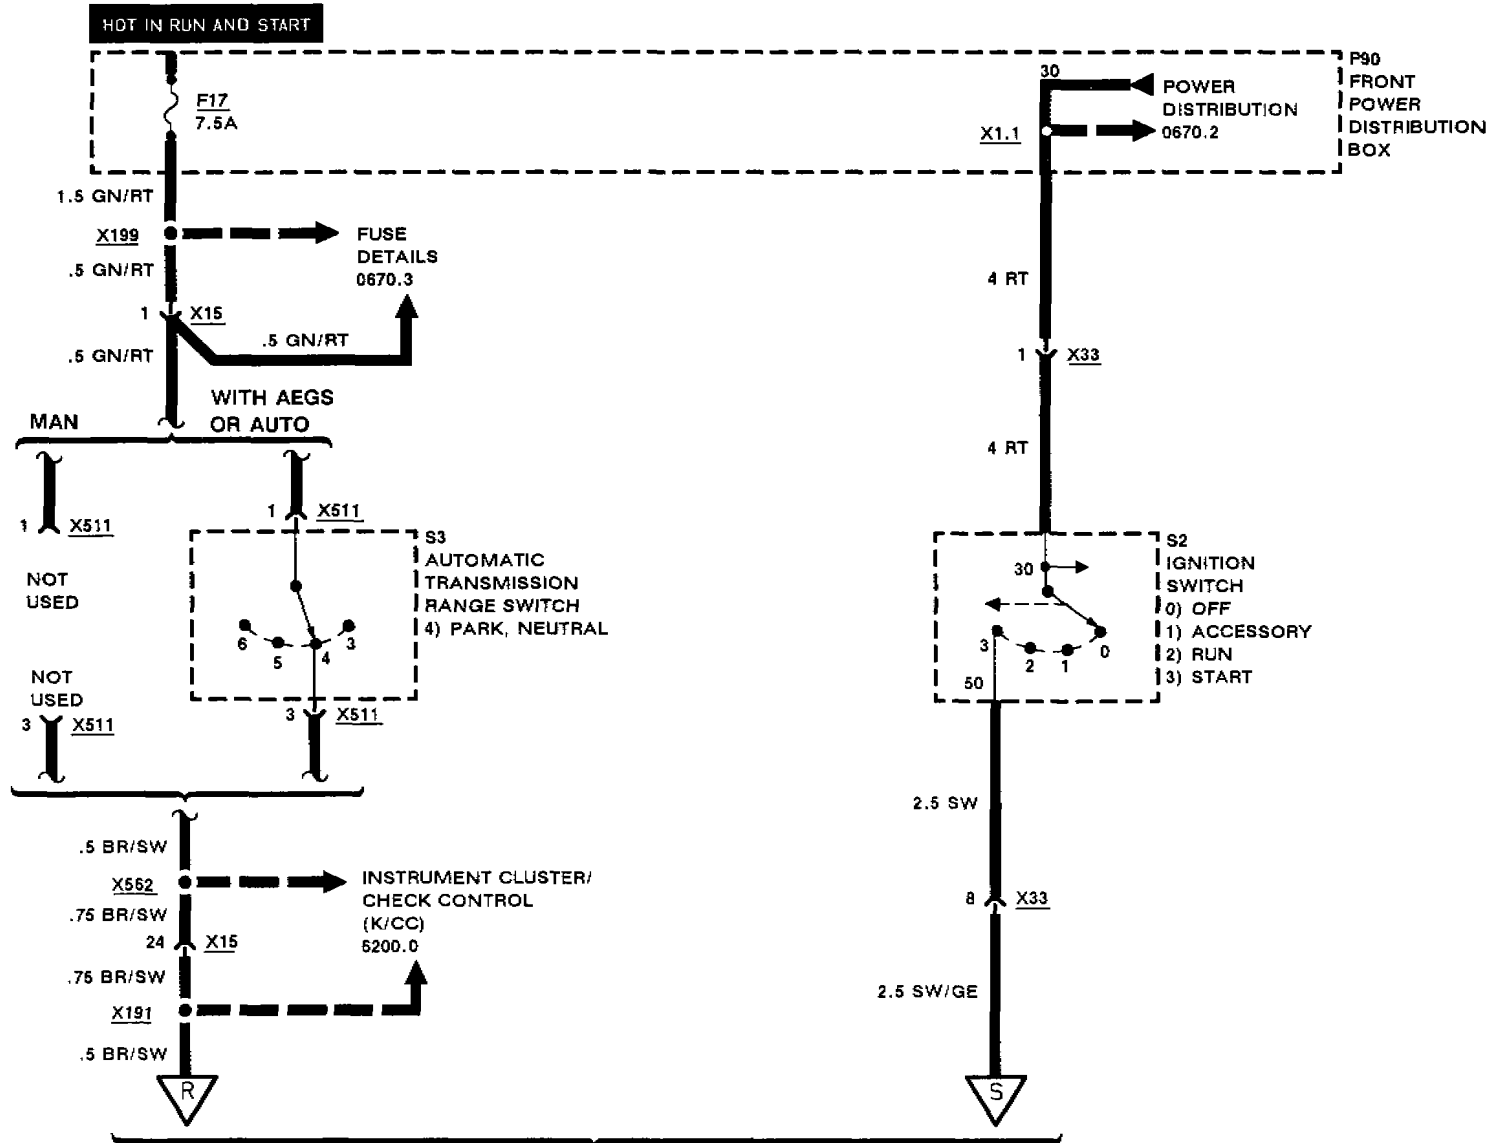 HOT IN RUN AND START
F17
7.5A
30
X1.1
POWER
DISTRIBUTION
0670.2
P90
FRONT
POWER
DISTRIBUTION
BOX
1.5 GN/RT
X199
.5 GN/RT
FUSE
DETAILS
0670.3
1 X15
.5 GN/RT
.5 GN/RT
4 RT
1 X33
4 RT
MAN
WITH AEGS
OR AUTO
1 X511
NOT
USED
1 X511
S3
AUTOMATIC
TRANSMISSION
RANGE SWITCH
4) PARK, NEUTRAL
6
5
4
3
3 X511
NOT
USED
3 X511
30
3
2
1
0
50
S2
IGNITION
SWITCH
0) OFF
1) ACCESSORY
2) RUN
3) START
.5 BR/SW
X562
.75 BR/SW
24 X15
.75 BR/SW
X191
.5 BR/SW
INSTRUMENT CLUSTER/
CHECK CONTROL
(K/CC)
6200.0
R
2.5 SW
8 X33
2.5 SW/GE
S